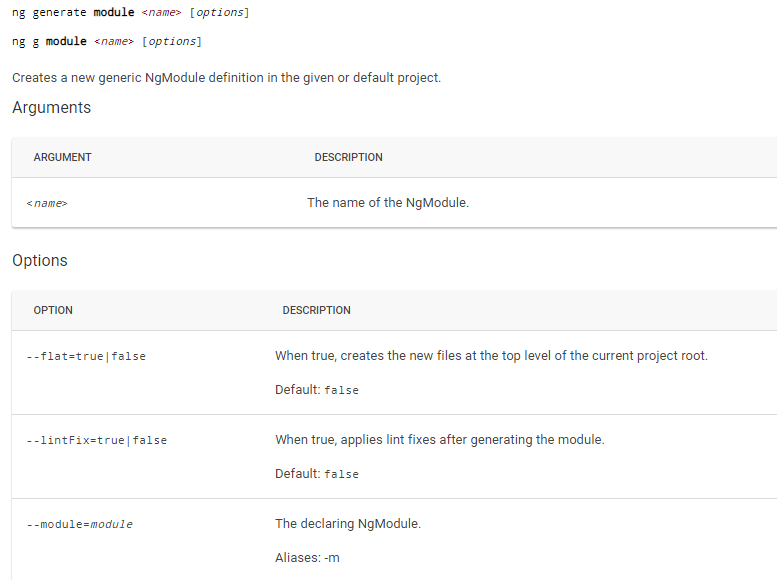 ng generate module <name> [options]
ng g module <name> [options]
Creates a new generic NgModule definition in the given or default project.
Arguments
ARGUMENT DESCRIPTION
<name> The name of the NgModule.
Options
OPTION DESCRIPTION
--flat=true|false When true, creates the new files at the top level of the current project root.
Default: false
--lintFix=true|false When true, applies lint fixes after generating the module.
Default: false
--module=module The declaring NgModule.
Aliases: -m